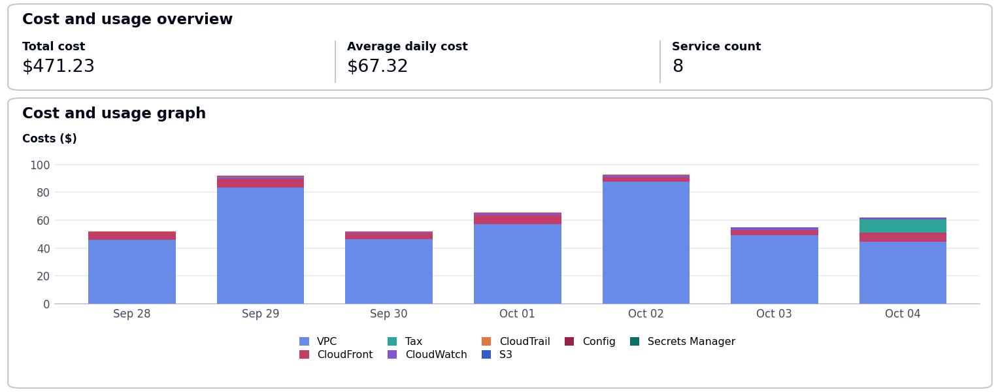 Cost and usage overview
Total cost
$471.23
Average daily cost
$67.32
Service count
8
Cost and usage graph
Costs ($)
100
80
60
40
20
0
Sep 28 Sep 29 Sep 30 Oct 01 Oct 02 Oct 03 Oct 04
VPC Tax CloudTrail Config Secrets Manager
CloudFront CloudWatch S3